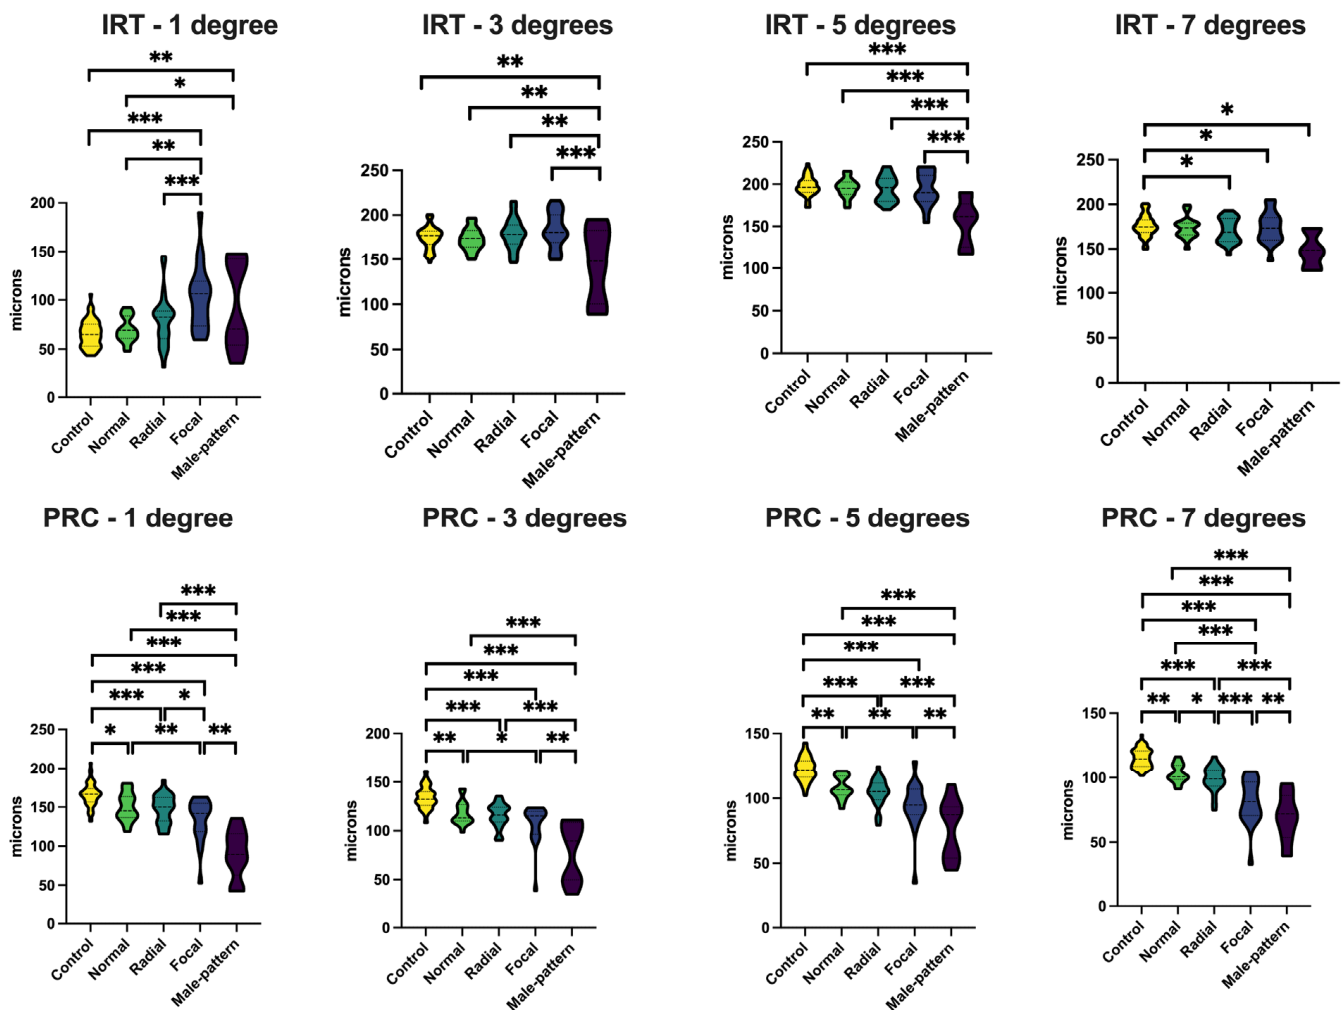 IRT - 1 degree
**
*
***
**
***
200
150
100
50
0
microns
Control
Normal
Radial
Focal
Male-pattern
IRT - 3 degrees
**
**
**
***
250
200
150
100
50
0
microns
Control
Normal
Radial
Focal
Male-pattern
IRT - 5 degrees
***
***
***
***
250
200
150
100
50
0
microns
Control
Normal
Radial
Focal
Male-pattern
IRT - 7 degrees
*
*
*
250
200
150
100
50
0
microns
Control
Normal
Radial
Focal
Male-pattern
PRC - 1 degree
***
***
***
***
*** *
* ** **
250
200
150
100
50
0
microns
Control
Normal
Radial
Focal
Male-pattern
PRC - 3 degrees
***
***
***
*** ***
** * **
200
150
100
50
0
microns
Control
Normal
Radial
Focal
Male-pattern
PRC - 5 degrees
***
***
***
*** ***
** ** **
150
100
50
0
microns
Control
Normal
Radial
Focal
Male-pattern
PRC - 7 degrees
***
***
***
***
*** ***
** * *** **
150
100
50
0
microns
Control
Normal
Radial
Focal
Male-pattern